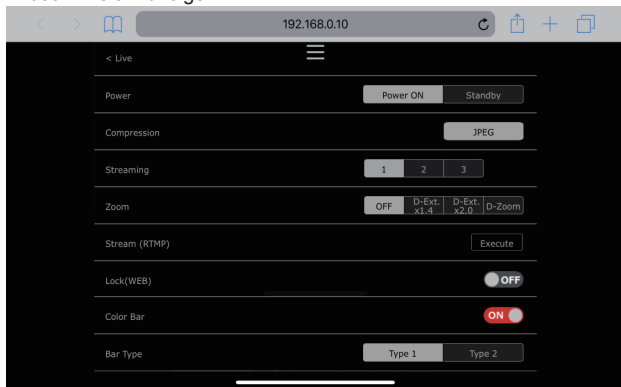 192.168.0.10
< Live
Power Power ON Standby
Compression JPEG
Streaming 1 2 3
Zoom OFF D-Ext. x1.4 D-Ext. x2.0 D-Zoom
Stream (RTMP) Execute
Lock(WEB) OFF
Color Bar ON
Bar Type Type 1 Type 2